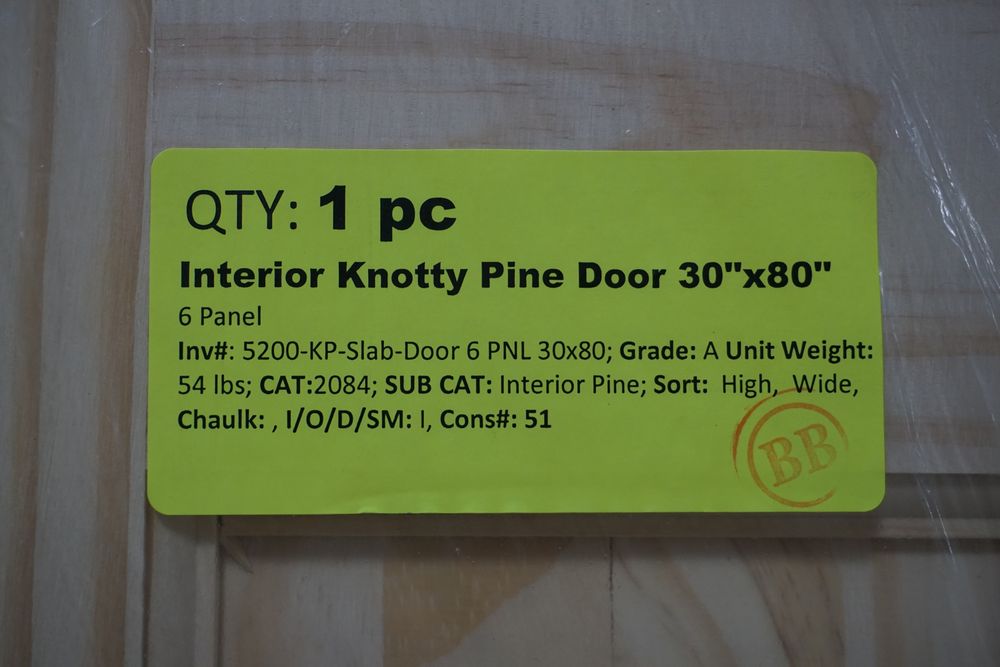 QTY: 1 pc
Interior Knotty Pine Door 30"x80"
6 Panel
Inv#: 5200-KP-Slab-Door 6 PNL 30x80; Grade: A Unit Weight:
54 lbs; CAT:2084; SUB CAT: Interior Pine; Sort: High, Wide,
Chaulk: , I/O/D/SM: I, Cons#: 51
BB